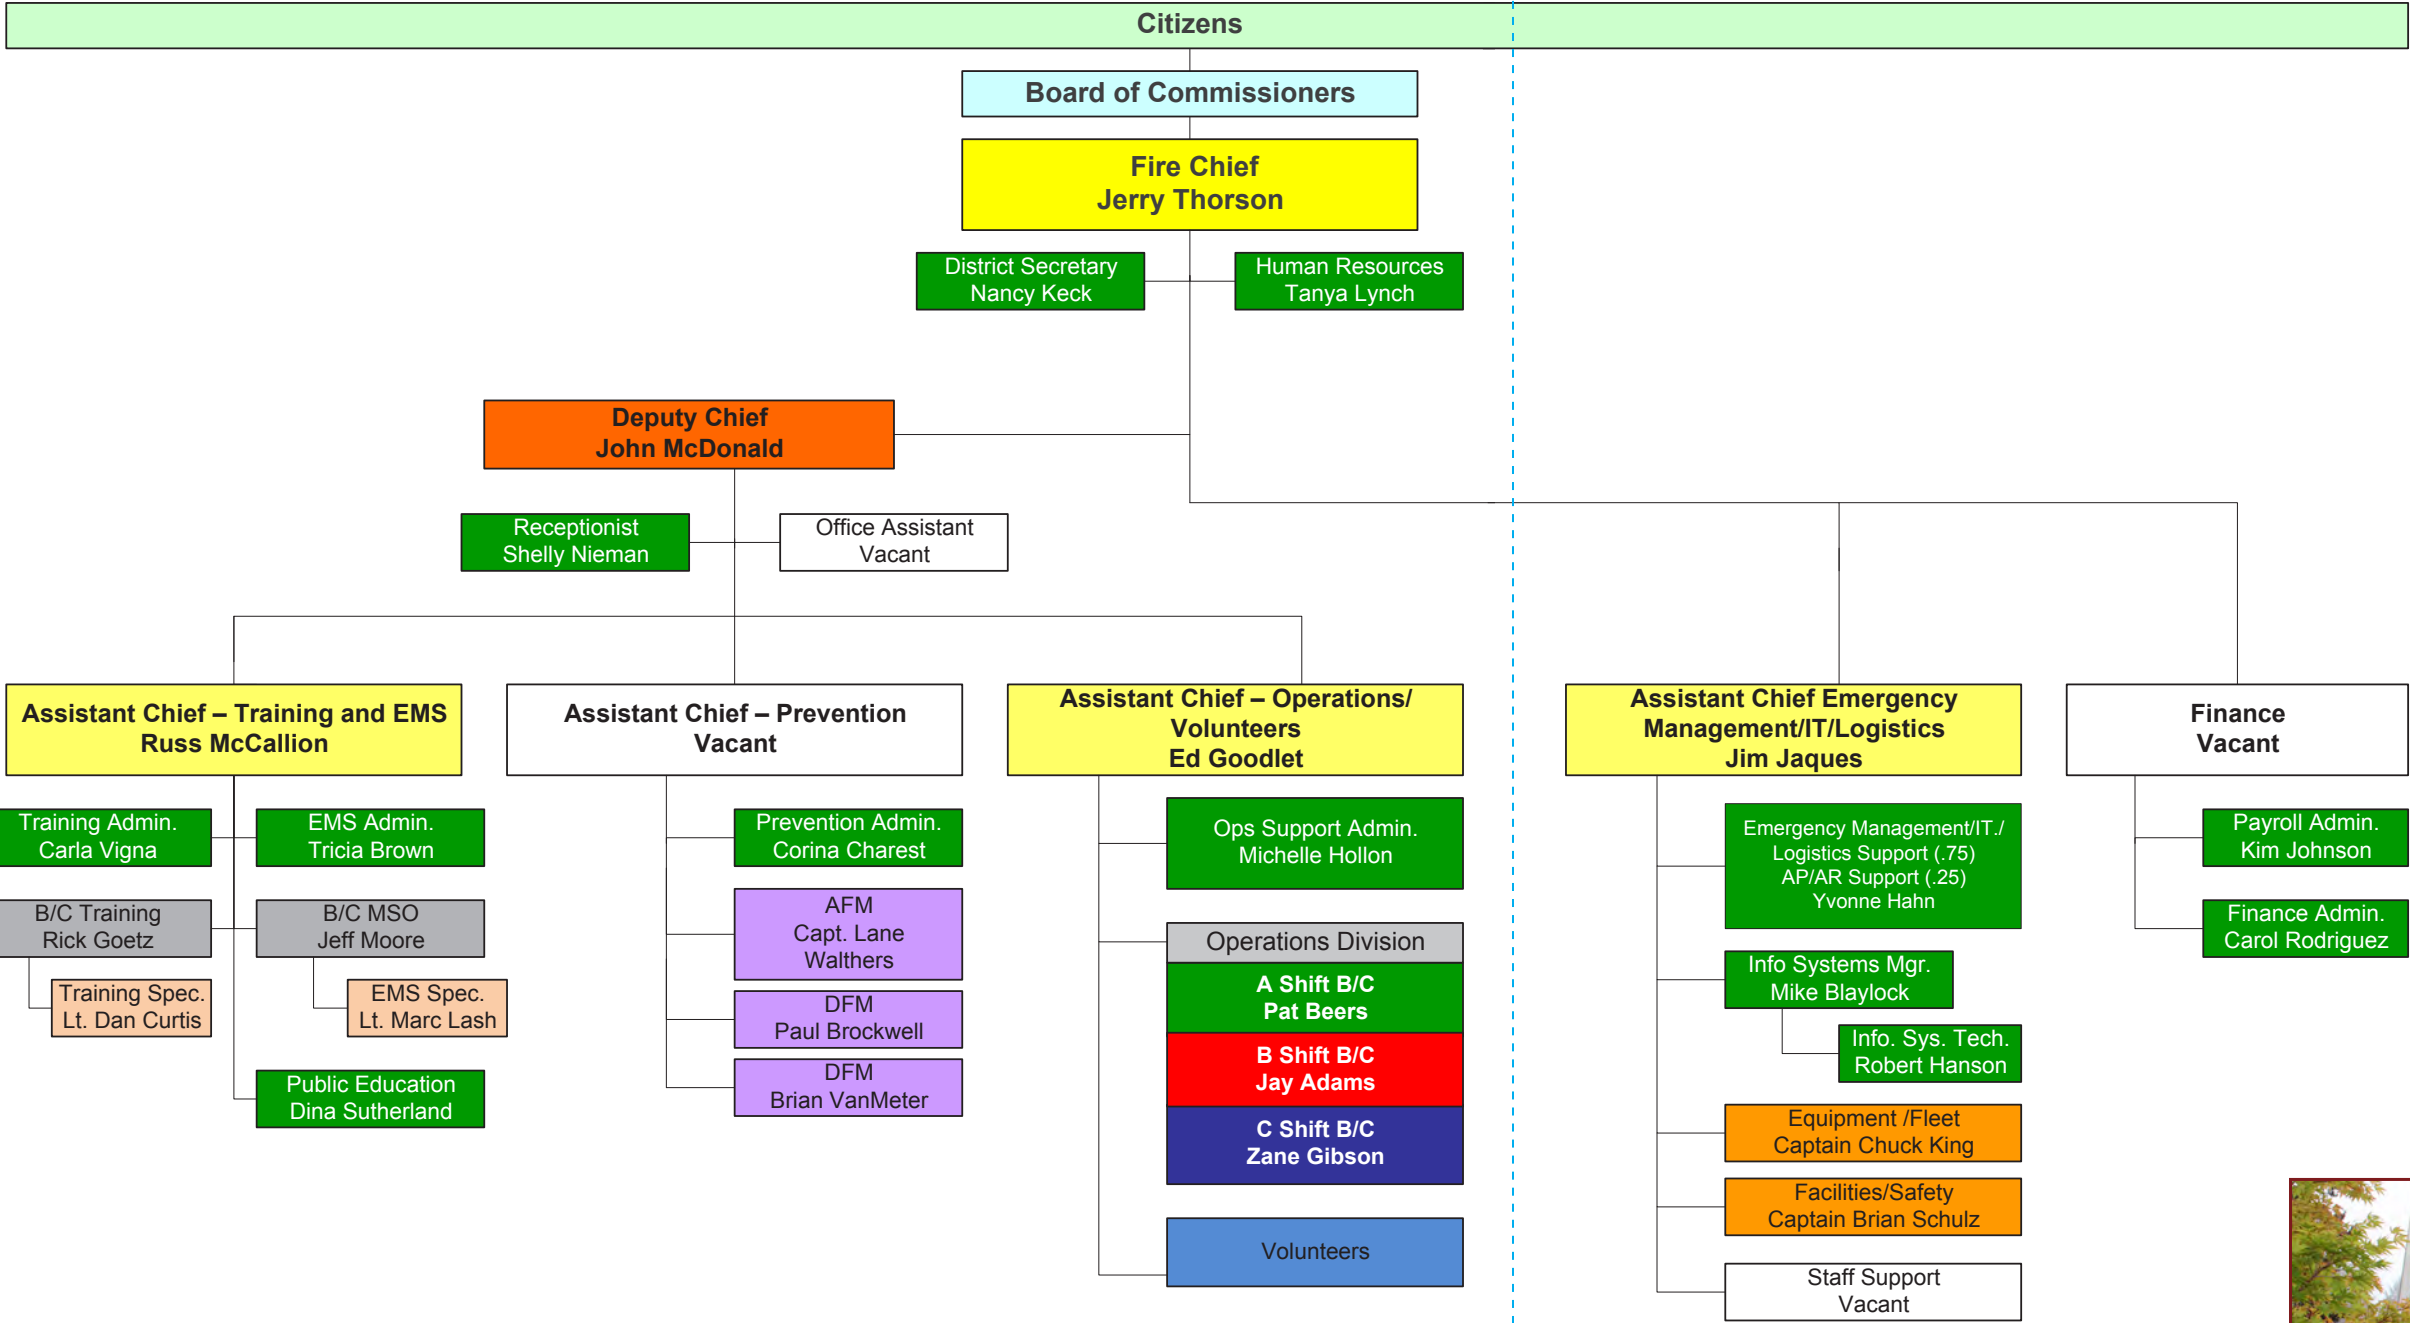 Citizens
Board of Commissioners
Fire Chief
Jerry Thorson
District Secretary
Nancy Keck
Human Resources
Tanya Lynch
Deputy Chief
John McDonald
Receptionist
Shelly Nieman
Office Assistant
Vacant
Assistant Chief – Training and EMS
Russ McCallion
Training Admin.
Carla Vigna
EMS Admin.
Tricia Brown
B/C Training
Rick Goetz
B/C MSO
Jeff Moore
Training Spec.
Lt. Dan Curtis
EMS Spec.
Lt. Marc Lash
Public Education
Dina Sutherland
Assistant Chief – Prevention
Vacant
Prevention Admin.
Corina Charest
AFM
Capt. Lane
Walthers
DFM
Paul Brockwell
DFM
Brian VanMeter
Assistant Chief – Operations/
Volunteers
Ed Goodlet
Ops Support Admin.
Michelle Hollon
Operations Division
A Shift B/C
Pat Beers
B Shift B/C
Jay Adams
C Shift B/C
Zane Gibson
Volunteers
Assistant Chief Emergency
Management/IT/Logistics
Jim Jaques
Emergency Management/IT./
Logistics Support (.75)
AP/AR Support (.25)
Yvonne Hahn
Info Systems Mgr.
Mike Blaylock
Info. Sys. Tech.
Robert Hanson
Equipment /Fleet
Captain Chuck King
Facilities/Safety
Captain Brian Schulz
Staff Support
Vacant
Finance
Vacant
Payroll Admin.
Kim Johnson
Finance Admin.
Carol Rodriguez